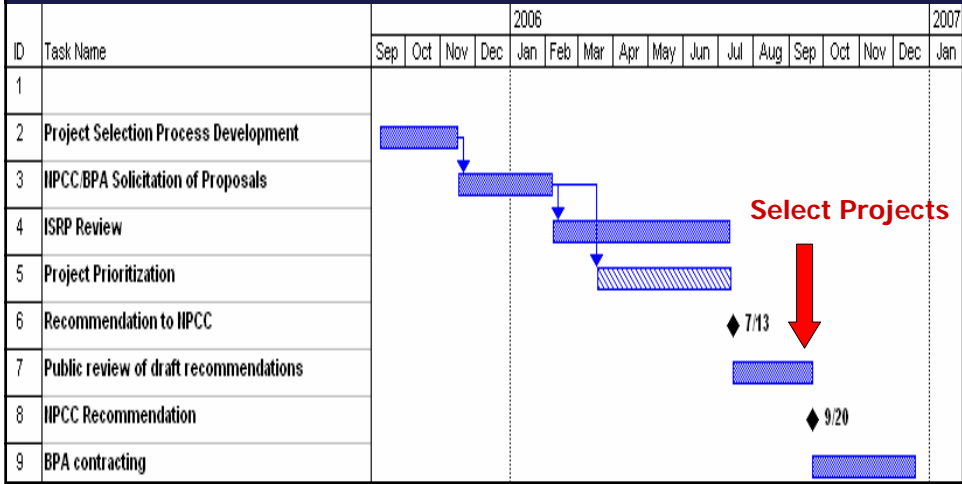 2006 2007
ID Task Name Sep Oct Nov Dec Jan Feb Mar Apr May Jun Jul Aug Sep Oct Nov Dec Jan
1
2 Project Selection Process Development
3 NPCC/BPA Solicitation of Proposals
4 ISRP Review
Select Projects
5 Project Prioritization
6 Recommendation to NPCC 7/13
7 Public review of draft recommendations
8 NPCC Recommendation 9/20
9 BPA contracting